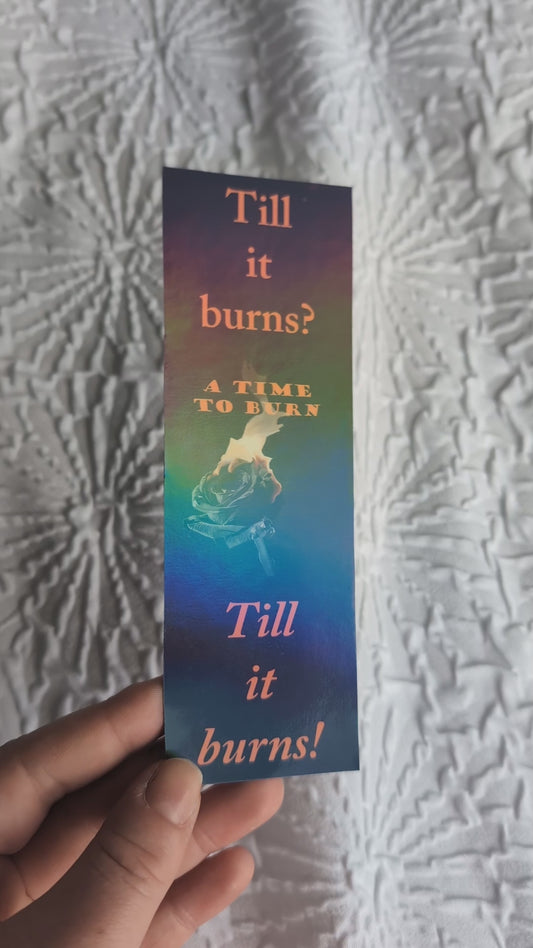 Till
it
burns?
A TIME
TO BURN
Till
it
burns!